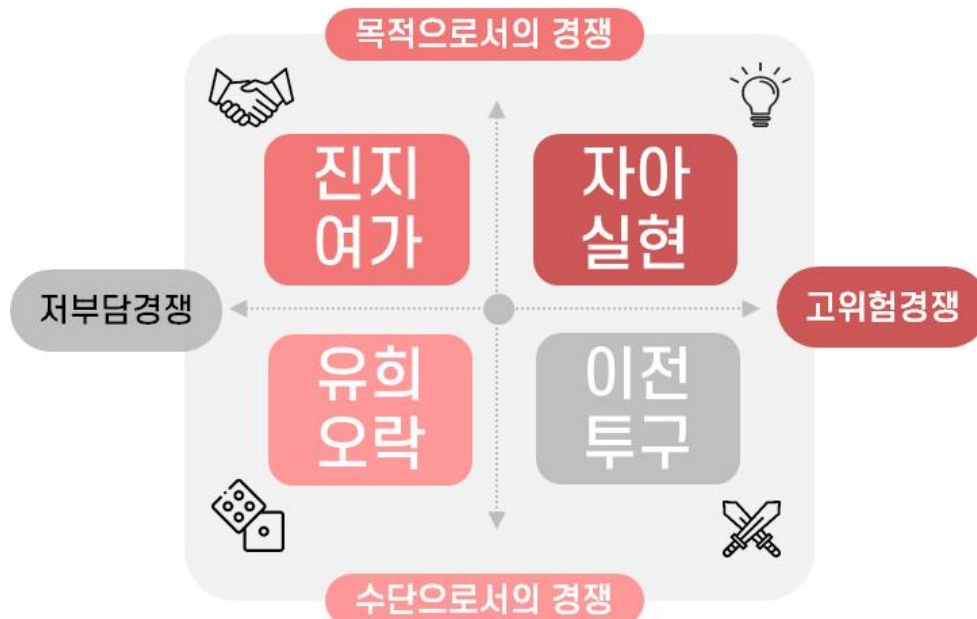 목적으로서의 경쟁
진지
여가
자아
실현
저부담경쟁
고위험경쟁
유희
오락
이전
투구
수단으로서의 경쟁